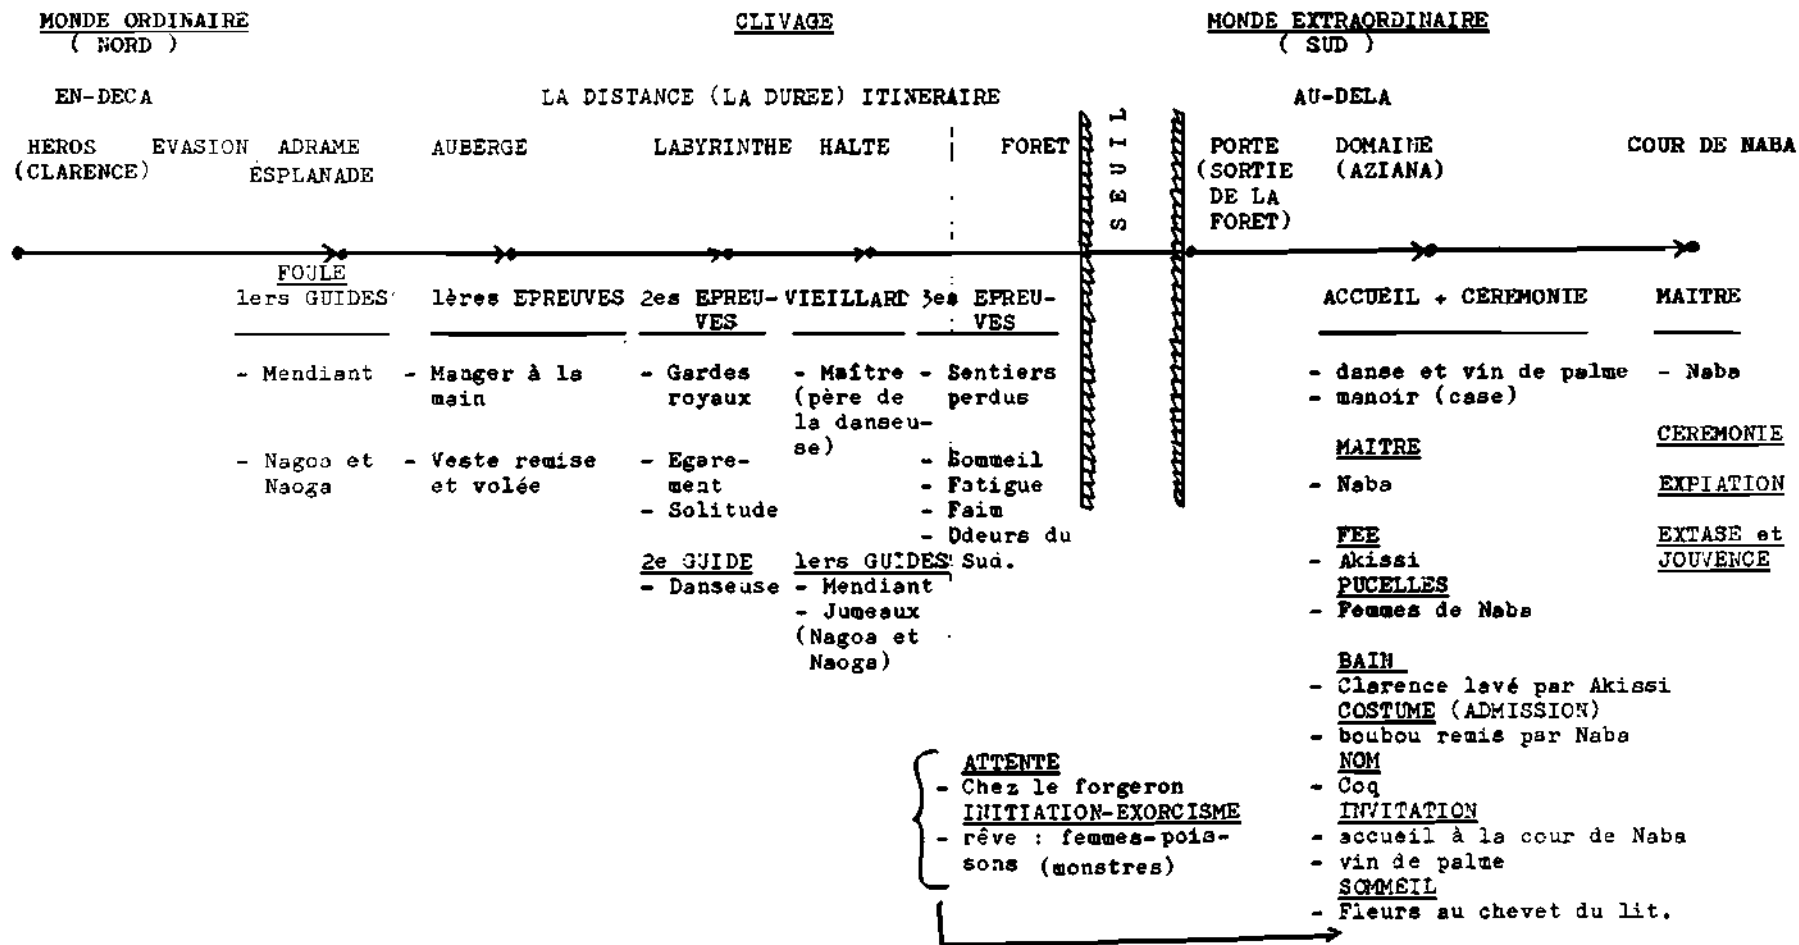 MONDE ORDINAIRE
( NORD )
CLIVAGE
MONDE EXTRAORDINAIRE
( SUD )
EN-DECA
LA DISTANCE (LA DUREE) ITINERAIRE
AU-DELA
HEROS
(CLARENCE)
EVASION
ADRAME
ESPLANADE
AUBERGE
LABYRINTHE
HALTE
FORET
SEUIL
PORTE
(SORTIE
DE LA
FORET)
DOMAINE
(AZIANA)
COUR DE NABA
FOULE
1ers GUIDES
- Mendiant
- Nagoa et
Naoga
1ères EPREUVES
- Manger à la
main
- Veste remise
et volée
2es EPREU-
VES
- Gardes
royaux
- Egare-
ment
- Solitude
2e GUIDE
- Danseuse
VIEILLARD
- Maître
(père de
la danseu-
se)
1ers GUIDES
- Mendiant
- Jumeaux
(Nagoa et
Naoga)
3es EPREU-
VES
- Sentiers
perdus
- Sommeil
- Fatigue
- Faim
- Odeurs du
Sud.
ATTENTE
- Chez le forgeron
INITIATION-EXORCISME
- rêve : femmes-pois-
sons (monstres)
ACCUEIL + CEREMONIE
- danse et vin de palme
- manoir (case)
MAITRE
- Naba
FEE
- Akissi
PUCELLES
- Femmes de Naba
BAIN
- Clarence lavé par Akissi
COSTUME (ADMISSION)
- boubou remis par Naba
NOM
- Coq
INVITATION
- accueil à la cour de Naba
- vin de palme
SOMMEIL
- Fleurs au chevet du lit.
MAITRE
- Naba
CEREMONIE
EXPIATION
EXTASE et
JOUVENCE